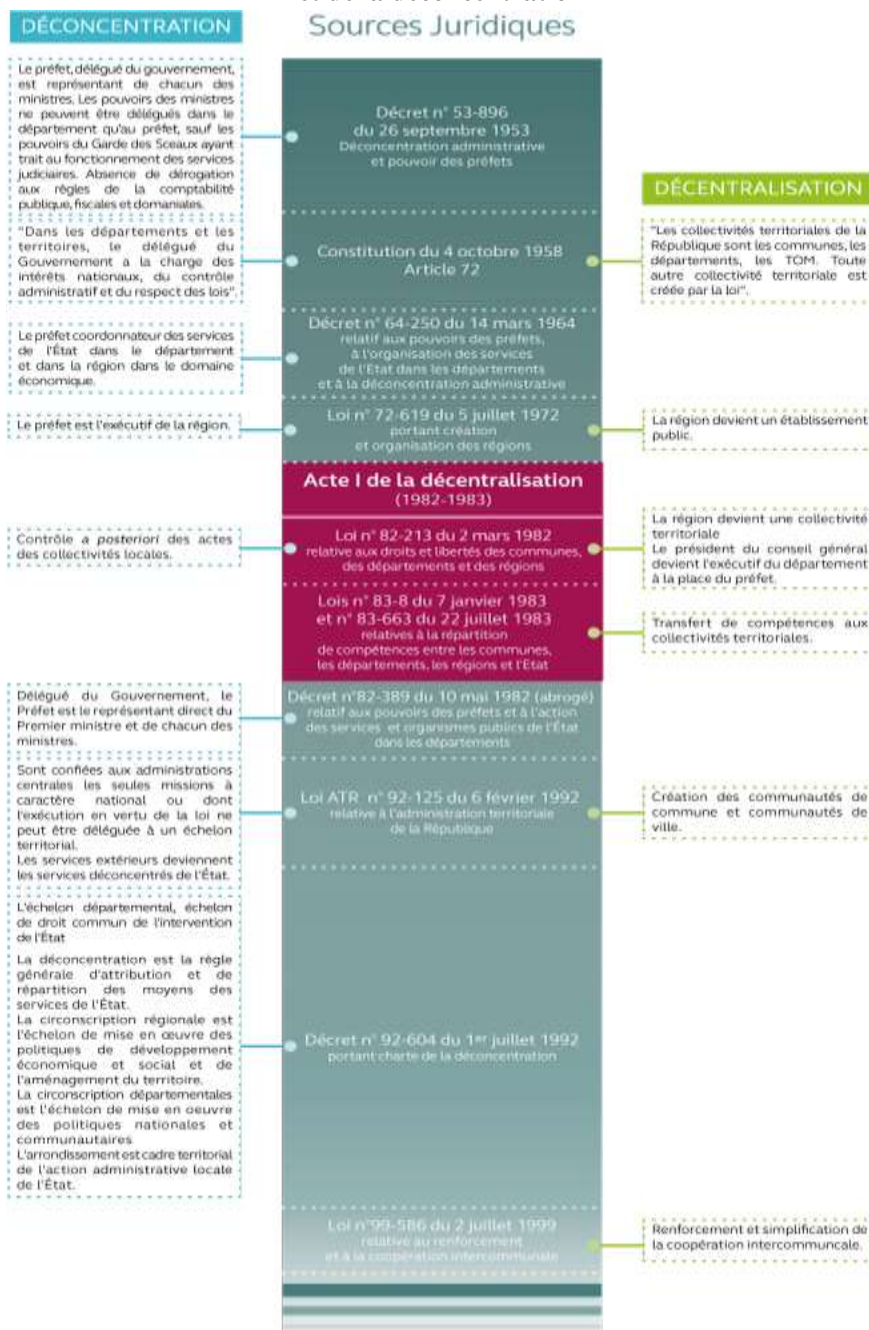 DÉCONCENTRATION
Sources Juridiques
Le préfet, délégué du gouvernement,
est représentant de chacun des
ministres. Les pouvoirs des ministres
ne peuvent être délégués dans le
département qu'au préfet, sauf les
pouvoirs du Garde des Sceaux ayant
trait au fonctionnement des services
judiciaires. Absence de dérogation
aux règles de la comptabilité
publique, fiscales et domaniales.
Décret n° 53-896
du 26 septembre 1953
Déconcentration administrative
et pouvoir des préfets
DÉCENTRALISATION
"Dans les départements et les
territoires, le délégué du
Gouvernement a la charge des
intérêts nationaux, du contrôle
administratif et du respect des lois".
Constitution du 4 octobre 1958
Article 72
"Les collectivités territoriales de la
République sont les communes, les
départements, les TOM. Toute
autre collectivité territoriale est
créée par la loi".
Le préfet coordonnateur des services
de l'État dans le département
et dans la région dans le domaine
économique.
Décret n° 64-250 du 14 mars 1964
relatif aux pouvoirs des préfets,
à l'organisation des services
de l'État dans les départements
et à la déconcentration administrative
Le préfet est l'exécutif de la région.
Loi n° 72-619 du 5 juillet 1972
portant création
et organisation des régions
La région devient un établissement
public.
Acte I de la décentralisation
(1982-1983)
Contrôle a posteriori des actes
des collectivités locales.
Loi n° 82-213 du 2 mars 1982
relative aux droits et libertés des communes,
des départements et des régions
La région devient une collectivité
territoriale
Le président du conseil général
devient l'exécutif du département
à la place du préfet.
Lois n° 83-8 du 7 janvier 1983
et n° 83-663 du 22 juillet 1983
relatives à la répartition
de compétences entre les communes,
les départements, les régions et l'Etat
Transfert de compétences aux
collectivités territoriales.
Délégué du Gouvernement, le
Préfet est le représentant direct du
Premier ministre et de chacun des
ministres.
Décret n°82-389 du 10 mai 1982 (abrogé)
relatif aux pouvoirs des préfets et à l'action
des services et organismes publics de l'État
dans les départements
Sont confiées aux administrations
centrales les seules missions à
caractère national ou dont
l'exécution en vertu de la loi ne
peut être déléguée à un échelon
territorial.
Les services extérieurs deviennent
les services déconcentrés de l'État.
Loi ATR n° 92-125 du 6 février 1992
relative à l'administration territoriale
de la République
Création des communautés de
commune et communautés de
ville.
L'échelon départemental, échelon
de droit commun de l'intervention
de l'État
La déconcentration est la règle
générale d'attribution et de
répartition des moyens des
services de l'État.
La circonscription régionale est
l'échelon de mise en œuvre des
politiques de développement
économique et social et de
l'aménagement du territoire.
La circonscription départementales
est l'échelon de mise en oeuvre
des politiques nationales et
communautaires
L'arrondissement est cadre territorial
de l'action administrative locale
de l'État.
Décret n° 92-604 du 1er juillet 1992
portant charte de la déconcentration
Loi n°99-586 du 2 juillet 1999
relative au renforcement
et à la coopération intercommunale
Renforcement et simplification de
la coopération intercommuncale.